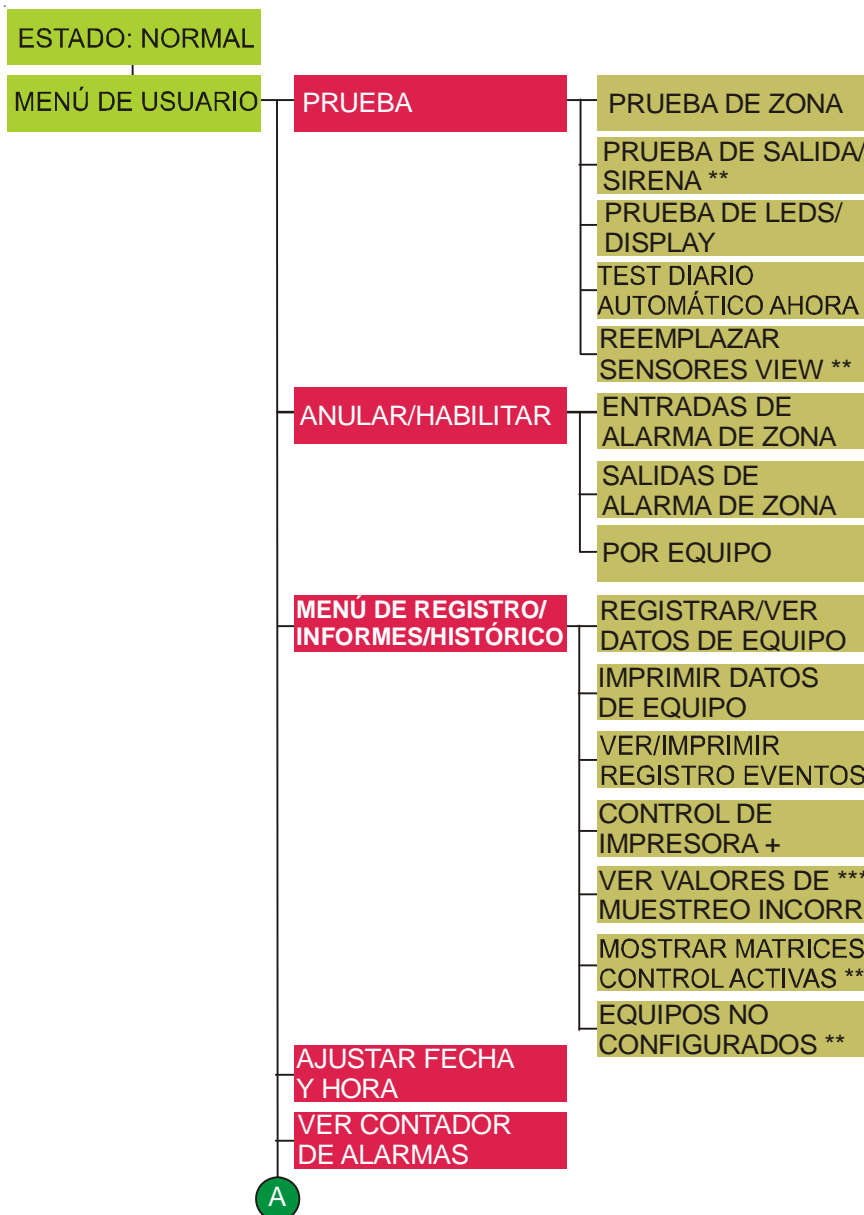 ESTADO: NORMAL
MENÚ DE USUARIO
PRUEBA
PRUEBA DE ZONA
PRUEBA DE SALIDA/
SIRENA **
PRUEBA DE LEDS/
DISPLAY
TEST DIARIO
AUTOMÁTICO AHORA
REEMPLAZAR
SENSORES VIEW **
ANULAR/HABILITAR
ENTRADAS DE
ALARMA DE ZONA
SALIDAS DE
ALARMA DE ZONA
POR EQUIPO
MENÚ DE REGISTRO/
INFORMES/HISTÓRICO
REGISTRAR/VER
DATOS DE EQUIPO
IMPRIMIR DATOS
DE EQUIPO
VER/IMPRIMIR
REGISTRO EVENTOS
CONTROL DE
IMPRESORA +
VER VALORES DE ***
MUESTREO INCORR
MOSTRAR MATRICES
CONTROL ACTIVAS **
EQUIPOS NO
CONFIGURADOS **
AJUSTAR FECHA
Y HORA
VER CONTADOR
DE ALARMAS
A